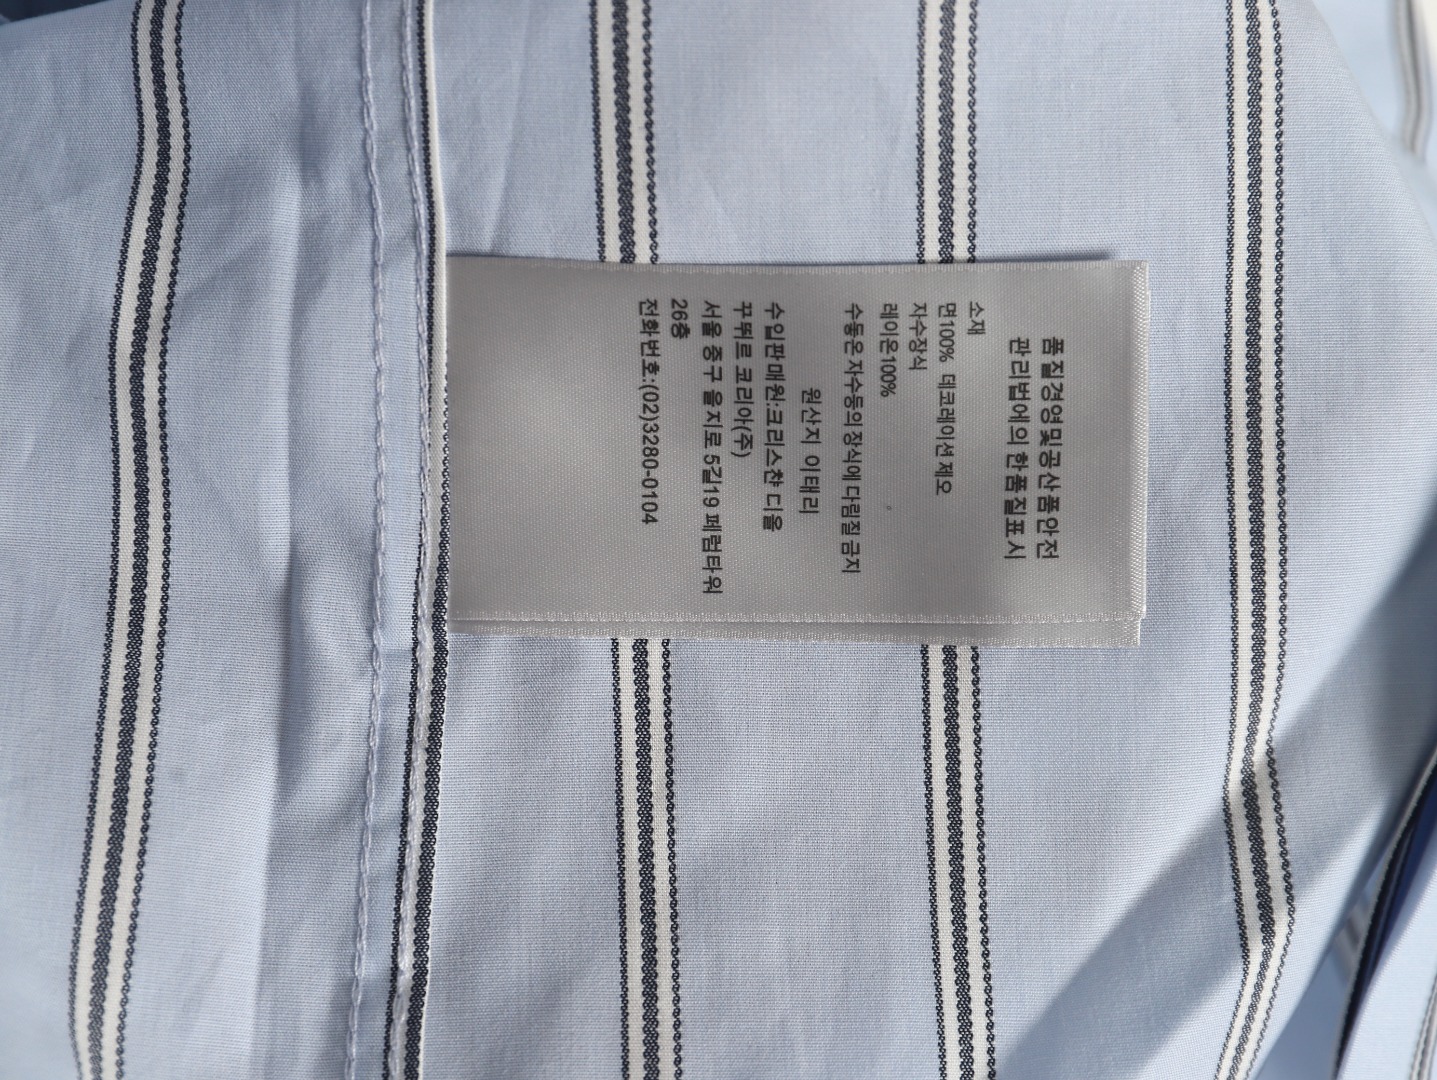 품질경영및공산품안전
관리법에의한품질표시
소재
면100% 데코레이션 제오
자수장식
레이온100%
수동은자수동의장식에다림질금지
원산지 이태리
수입판매원:크리스챤 디올
꾸뛰르 코리아(주)
서울 중구 을지로 5길19 페럼타워
26층
전화번호:(02)3280-0104